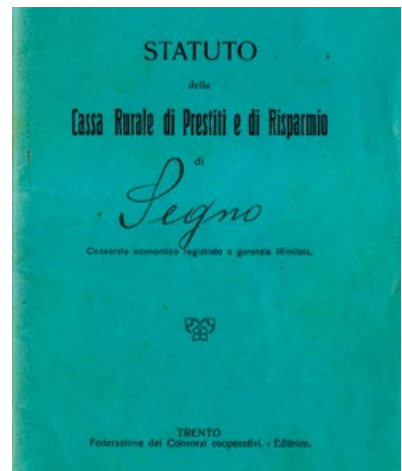 STATUTO
della
Cassa Rurale di Prestiti e di Risparmio
di
Segno
Consorzio economico registrato a garanzia illimitata.
TRENTO
Federazione dei Consorzi cooperativi. - Editrice.